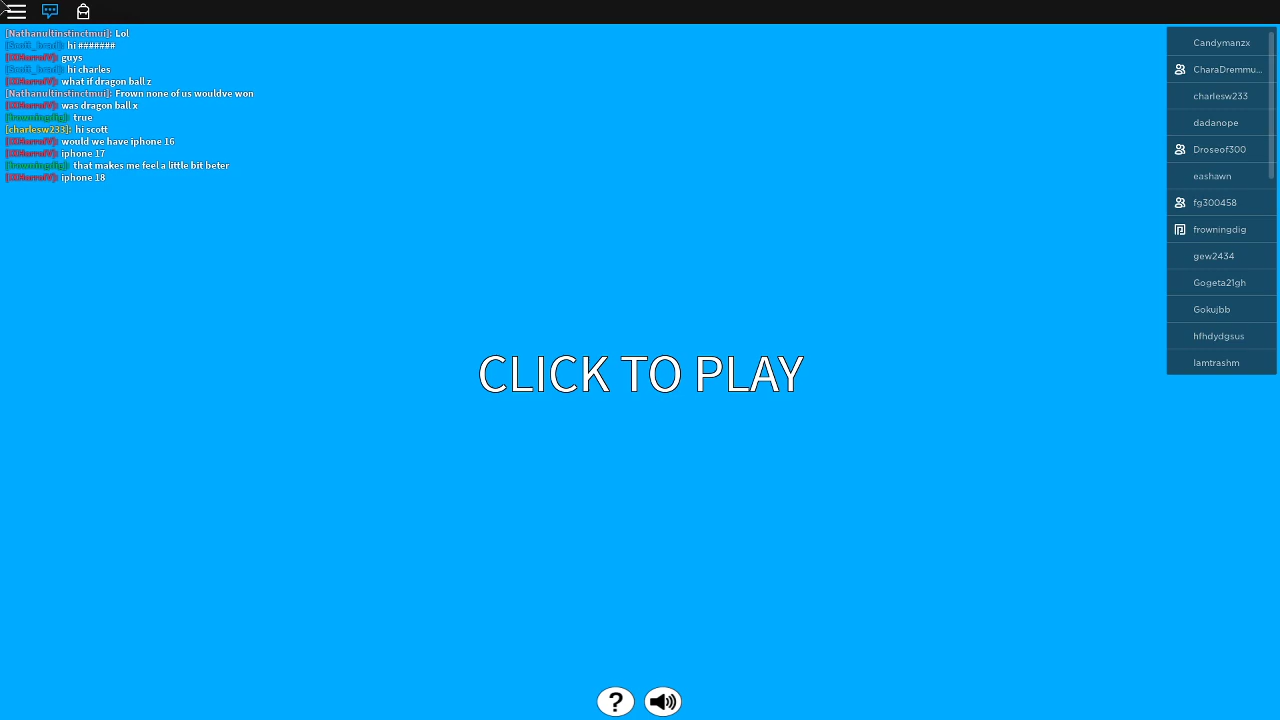 [Nathanultinstinctmui]: Lol
hi #######
guys
hi charles
what if dragon ball z
[Nathanultinstinctmui]: Frown none of us wouldve won
was dragon ball x
[frowningdig]: true
[charlesw233]: hi scott
would we have iphone 16
iphone 17
[frowningdig]: that makes me feel a little bit beter
iphone 18
Candymanzx
CharaDremmu...
charlesw233
dadanope
Droseof300
eashawn
fg300458
frowningdig
gew2434
Gogeta21gh
Gokujbb
hfhdydgsus
Iamtrashm
CLICK TO PLAY
?